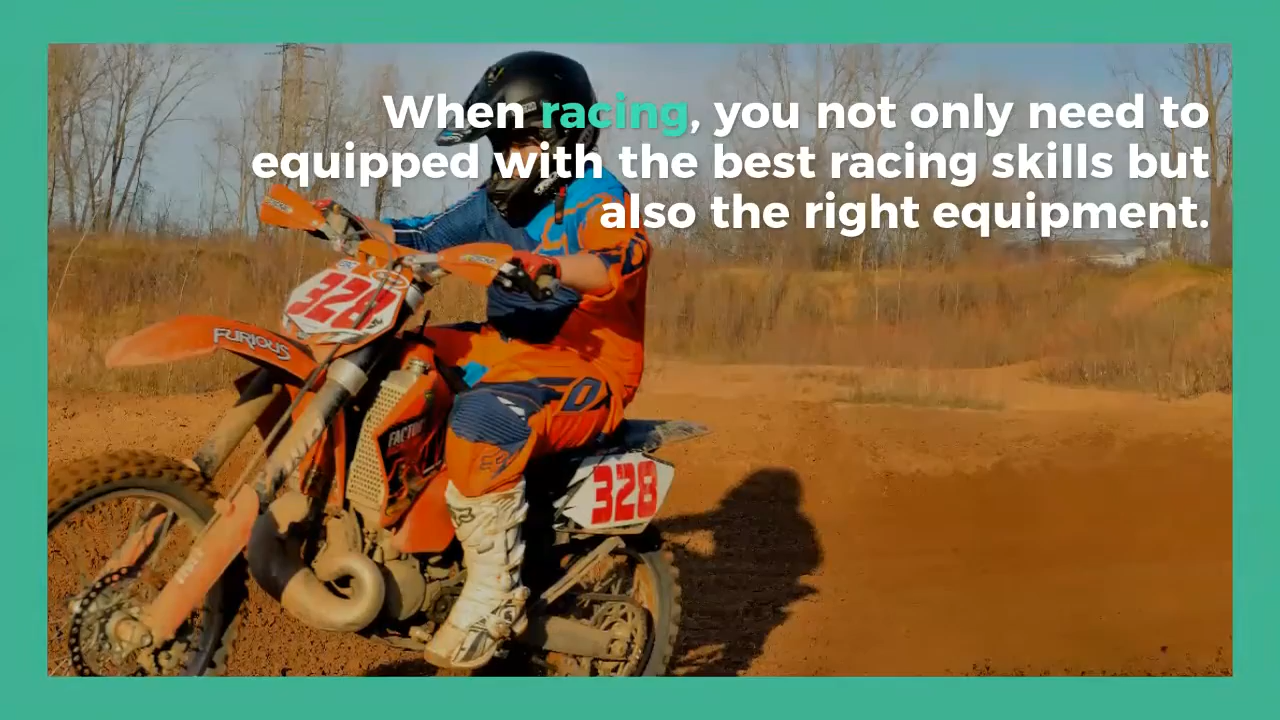 When racing, you not only need to
equipped with the best racing skills but
also the right equipment.
328
FURIOUS
328